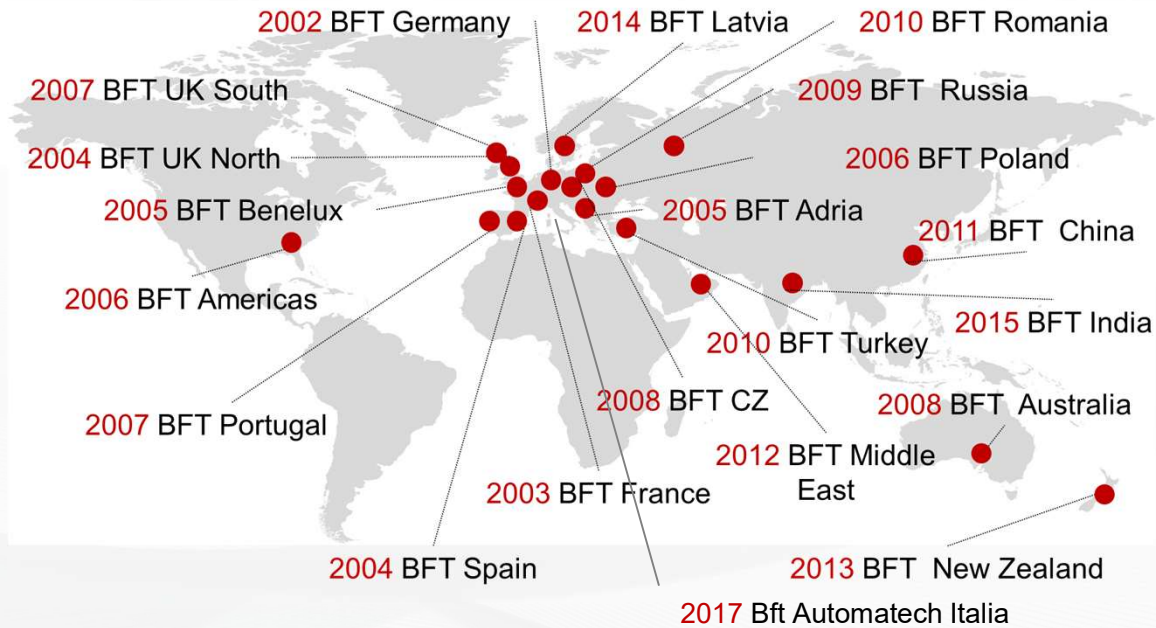 2002 BFT Germany
2014 BFT Latvia
2010 BFT Romania
2007 BFT UK South
2009 BFT Russia
2004 BFT UK North
2006 BFT Poland
2005 BFT Benelux
2005 BFT Adria
2011 BFT China
2006 BFT Americas
2015 BFT India
2010 BFT Turkey
2008 BFT CZ
2008 BFT Australia
2007 BFT Portugal
2012 BFT Middle
East
2003 BFT France
2004 BFT Spain
2013 BFT New Zealand
2017 Bft Automatech Italia